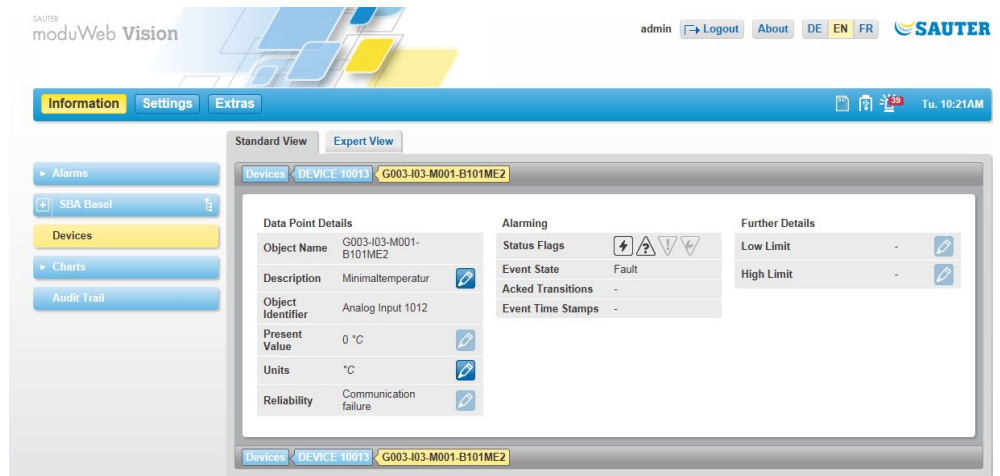 SAUTER
moduWeb Vision
admin Logout About DE EN FR SAUTER
Information Settings Extras 39 Tu. 10:21AM
Standard View Expert View
Alarms
SBA Basel
Devices
Charts
Audit Trail
Devices DEVICE 10013 G003-I03-M001-B101ME2
Data Point Details
Object Name G003-I03-M001-
B101ME2
Description Minimaltemperatur
Object
Identifier Analog Input 1012
Present
Value 0 °C
Units °C
Reliability Communication
failure
Alarming
Status Flags
Event State Fault
Acked Transitions -
Event Time Stamps -
Further Details
Low Limit -
High Limit -
Devices DEVICE 10013 G003-I03-M001-B101ME2